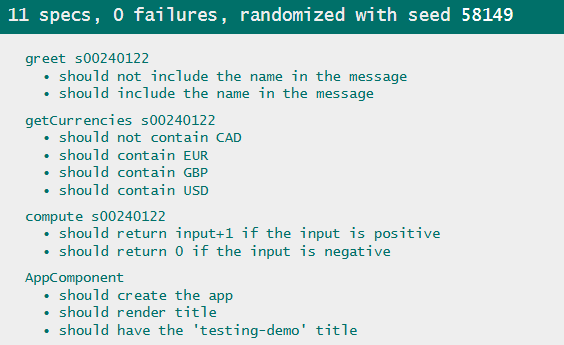 11 specs, 0 failures, randomized with seed 58149
greet s00240122
• should not include the name in the message
• should include the name in the message
getCurrencies s00240122
• should not contain CAD
• should contain EUR
• should contain GBP
• should contain USD
compute s00240122
• should return input+1 if the input is positive
• should return 0 if the input is negative
AppComponent
• should create the app
• should render title
• should have the 'testing-demo' title